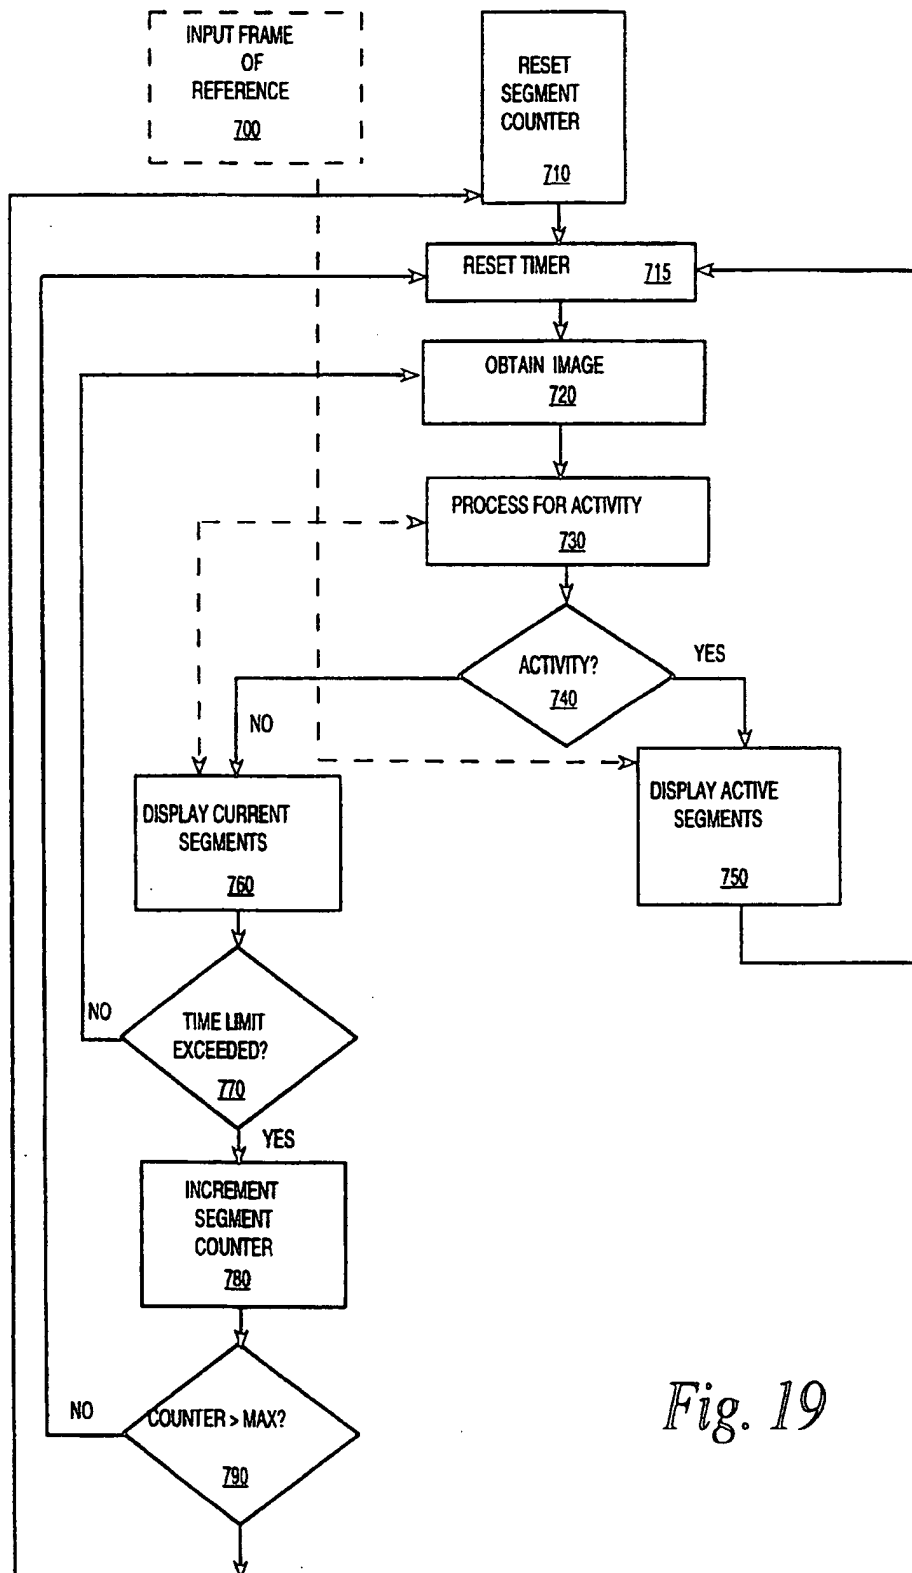 INPUT FRAME
OF
REFERENCE
700
RESET
SEGMENT
COUNTER
710
RESET TIMER 715
OBTAIN IMAGE
720
PROCESS FOR ACTIVITY
730
ACTIVITY?
740
YES
NO
DISPLAY CURRENT
SEGMENTS
760
DISPLAY ACTIVE
SEGMENTS
750
NO
TIME LIMIT
EXCEEDED?
770
YES
INCREMENT
SEGMENT
COUNTER
780
NO
COUNTER > MAX?
790
Fig. 19